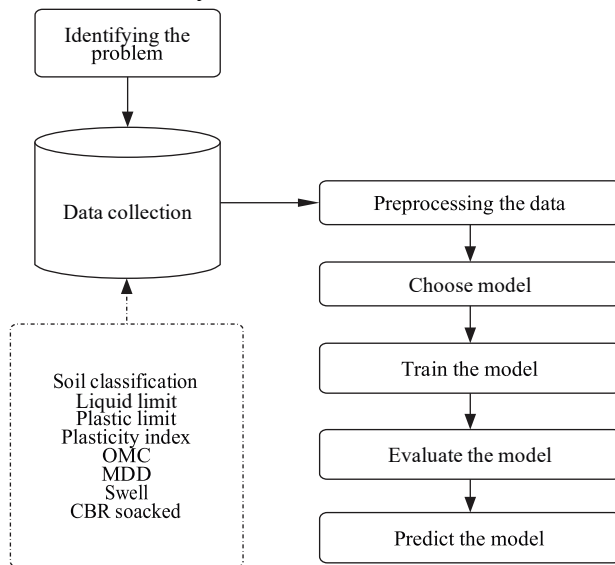 Identifying the
problem
Data collection
Preprocessing the data
Choose model
Train the model
Evaluate the model
Predict the model
Soil classification
Liquid limit
Plastic limit
Plasticity index
OMC
MDD
Swell
CBR soacked